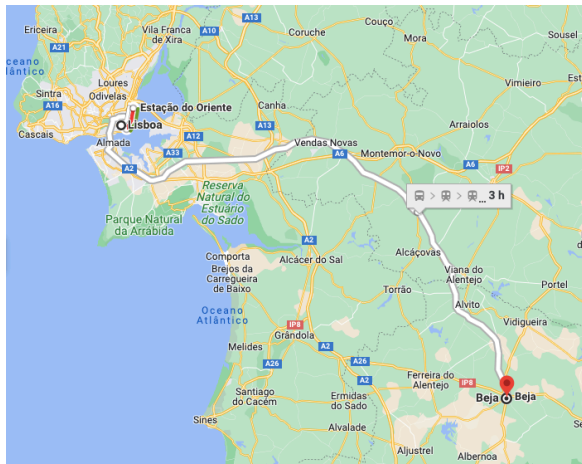 A13
Couço
Ericeira
Vila Franca
de Xira
A10
Coruche
Mora
Sousel
A21
Oceano
Atlântico
Loures
Vimieiro
Est
Sintra
Odivelas
A16
Estação do Oriente
Canha
Lisboa
Arraiolos
Cascais
A12
A13
Almada
A33
Vendas Novas
A6
Montemor-o-Novo
A6
IP2
A2
Reserva
Natural do
Estuário
do Sado
> > ... 3 h
Parque Natural
da Arrábida
A2
Comporta
Alcácer do Sal
Alcáçovas
Brejos da
Carregueira
de Baixo
Viana do
Alentejo
Portel
Torrão
Oceano
Atlântico
Alvito
IP8
Vidigueira
Grândola
Melides
A2
A26
A26
Ferreira do
Alentejo
IP8
Santiago
do Cacém
Ermidas
do Sado
Beja
Beja
Sines
Alvalade
Se
Aljustrel
Albernoa